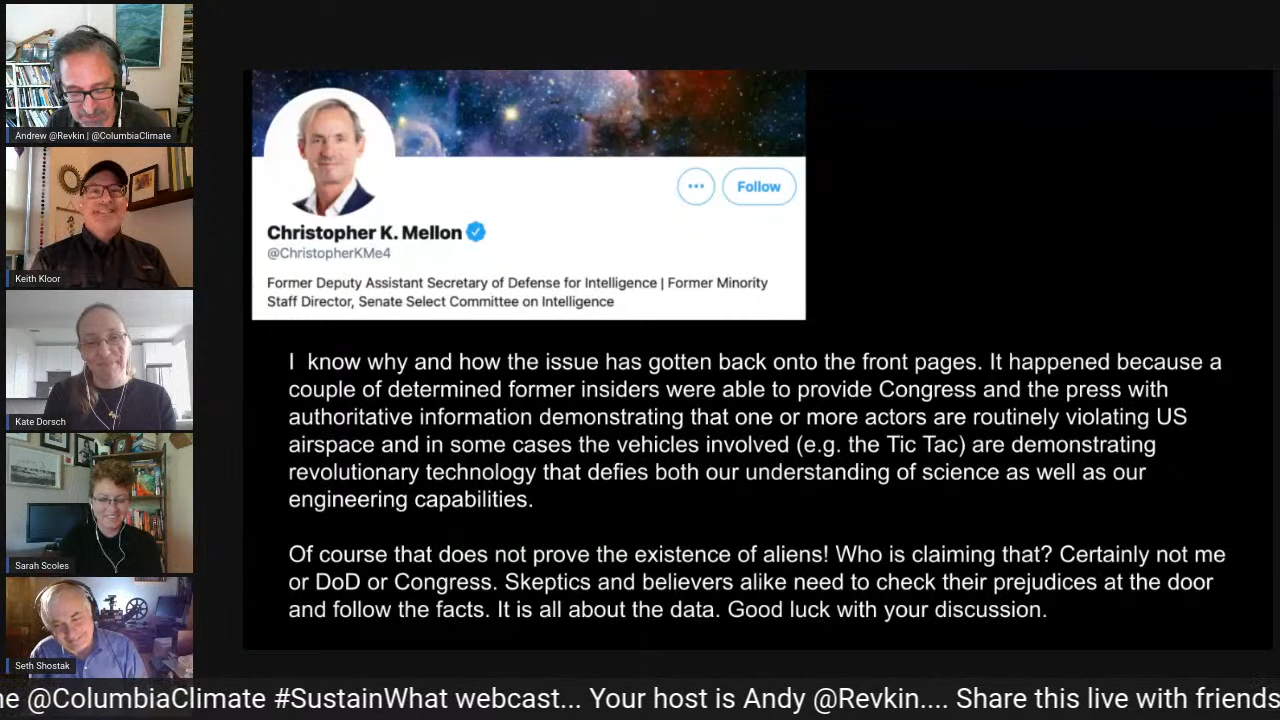 Andrew @Revkin | @ColumbiaClimate
Keith Kloor
Kate Dorsch
Sarah Scoles
Seth Shostak
Follow
Christopher K. Mellon
@ChristopherKMe4
Former Deputy Assistant Secretary of Defense for Intelligence | Former Minority
Staff Director, Senate Select Committee on Intelligence
I know why and how the issue has gotten back onto the front pages. It happened because a
couple of determined former insiders were able to provide Congress and the press with
authoritative information demonstrating that one or more actors are routinely violating US
airspace and in some cases the vehicles involved (e.g. the Tic Tac) are demonstrating
revolutionary technology that defies both our understanding of science as well as our
engineering capabilities.
Of course that does not prove the existence of aliens! Who is claiming that? Certainly not me
or DoD or Congress. Skeptics and believers alike need to check their prejudices at the door
and follow the facts. It is all about the data. Good luck with your discussion.
@ColumbiaClimate #SustainWhat webcast... Your host is Andy @Revkin.... Share this live with friends